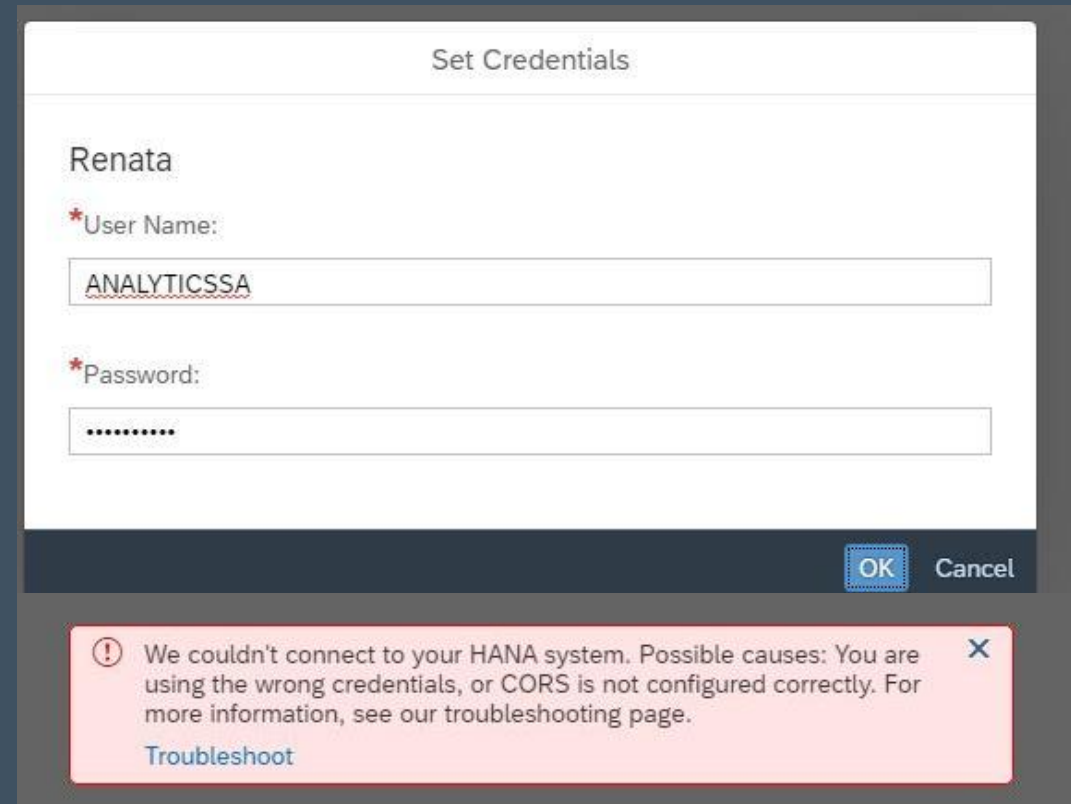 Set Credentials
Renata
*User Name:
ANALYTICSSA
*Password:
••••••••••
OK Cancel
We couldn't connect to your HANA system. Possible causes: You are
using the wrong credentials, or CORS is not configured correctly. For
more information, see our troubleshooting page.
Troubleshoot